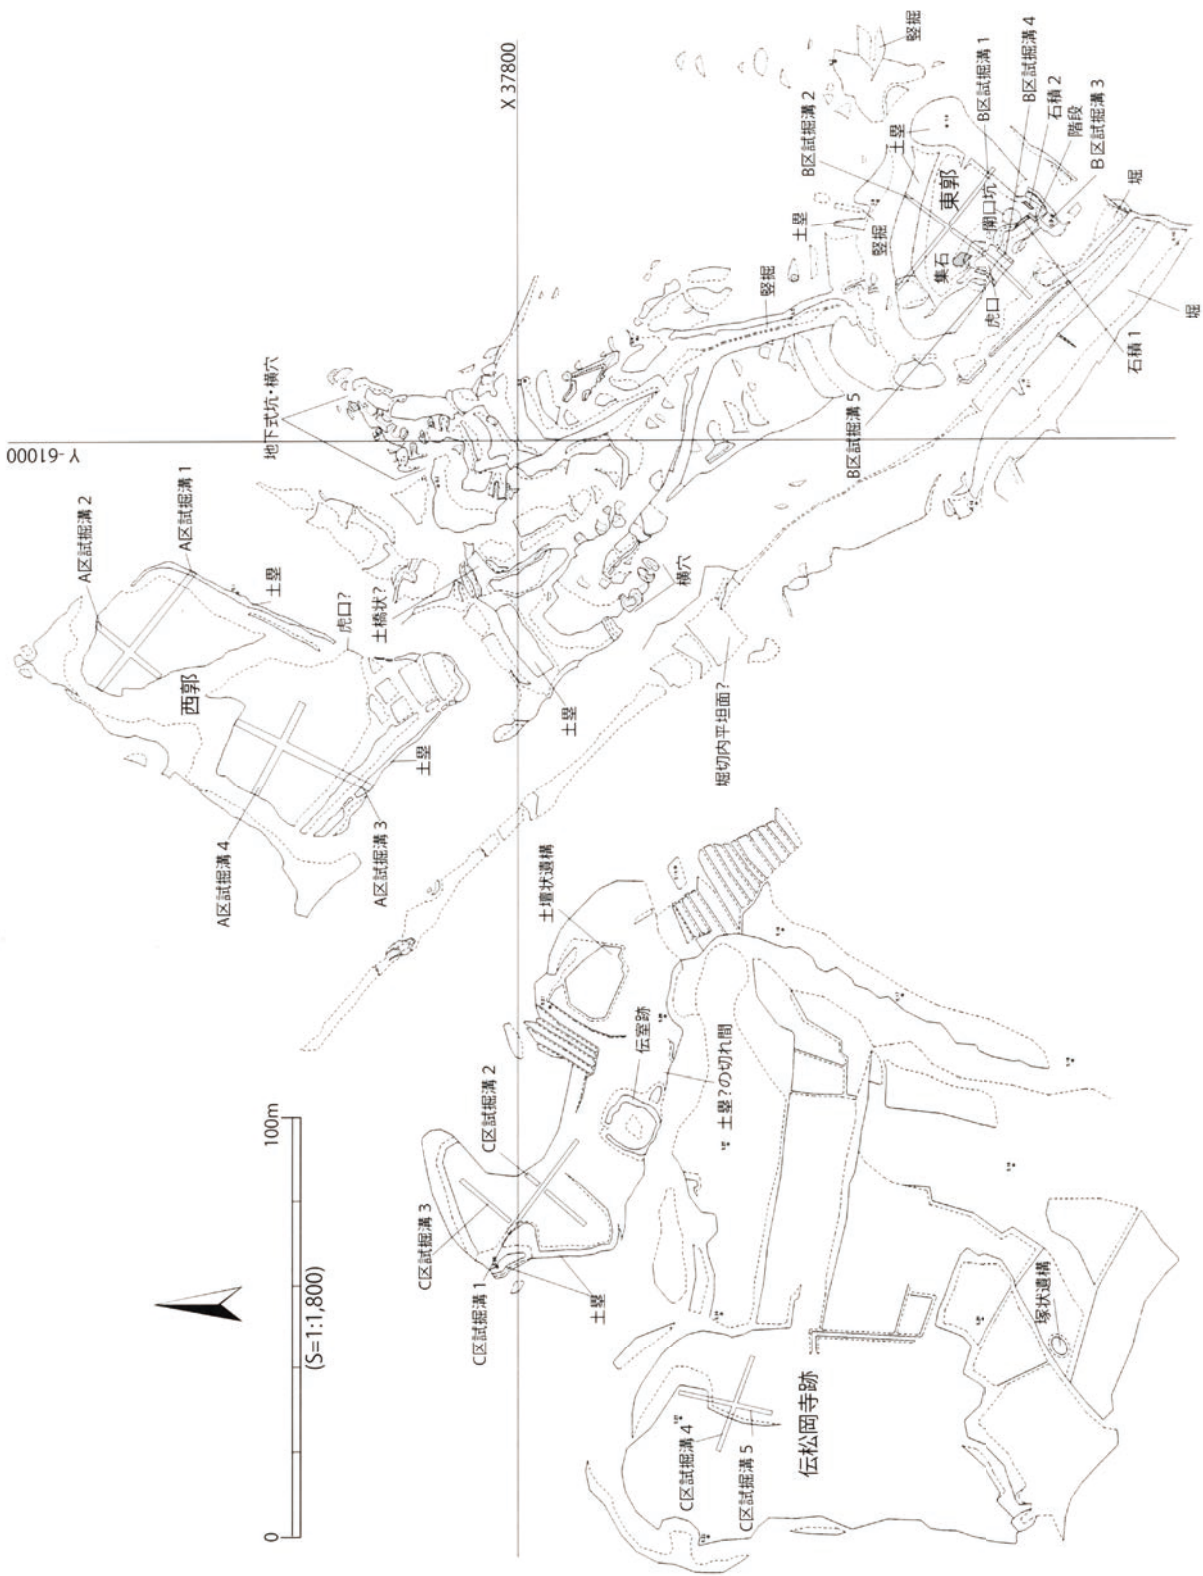 X 37800
Y-61000
0
100m
(S=1:1,800)
A区試掘溝 2
A区試掘溝 1
土塁
虎口?
土橋状?
西郭
A区試掘溝 4
A区試掘溝 3
土塁
地下式坑・横穴
土塁
横穴
堀切内平坦面?
竪掘
竪掘
土塁
竪掘
B区試掘溝 2
土塁
東郭
B区試掘溝 1
B区試掘溝 4
石積 2
階段
B区試掘溝 3
開口坑
集石
虎口
B区試掘溝 5
石積 1
堀
堀
土壇状遺構
伝室跡
土塁?の切れ間
C区試掘溝 2
C区試掘溝 3
C区試掘溝 1
土塁
C区試掘溝 4
C区試掘溝 5
伝松岡寺跡
塚状遺構